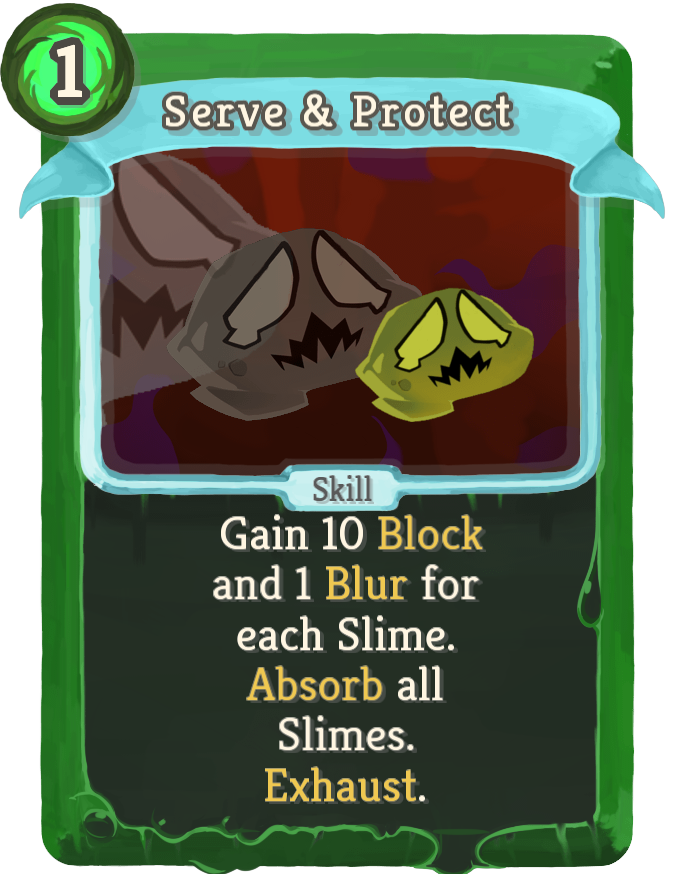 1
Serve & Protect
Skill
Gain 10 Block
and 1 Blur for
each Slime.
Absorb all
Slimes.
Exhaust.